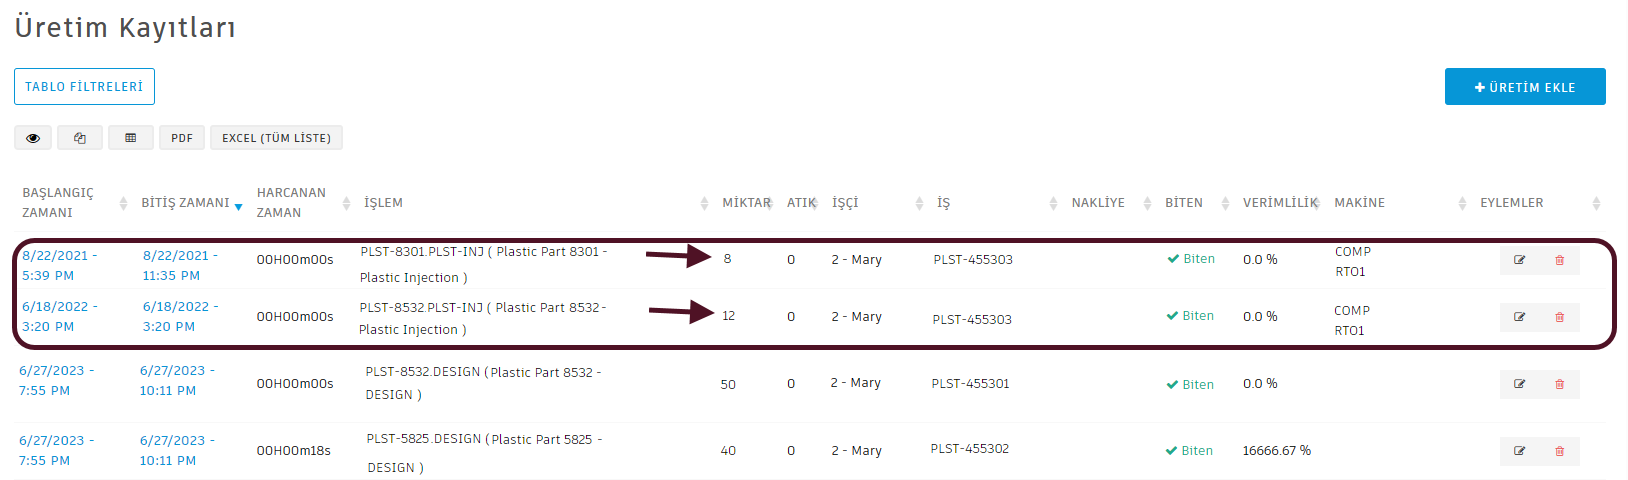 Üretim Kayıtları
TABLO FİLTRELERİ
ÜRETİM EKLE
PDF
EXCEL (TÜM LİSTE)
BAŞLANGIÇ ZAMANI BİTİŞ ZAMANI HARCANAN ZAMAN İŞLEM MİKTAR ATIK İŞÇİ İŞ NAKLİYE BİTEN VERİMLİLİK MAKİNE EYLEMLER
8/22/2021 - 8/22/2021 - 00H00m00s PLST-8301.PLST-INJ ( Plastic Part 8301 - 8 0 2 - Mary PLST-455303 Biten 0.0 % COMP
5:39 PM 11:35 PM Plastic Injection ) RTO1
6/18/2022 - 6/18/2022 - 00H00m00s PLST-8532.PLST-INJ ( Plastic Part 8532- 12 0 2 - Mary PLST-455303 Biten 0.0 % COMP
3:20 PM 3:20 PM Plastic Injection ) RTO1
6/27/2023 - 6/27/2023 - 00H00m00s PLST-8532.DESIGN ( Plastic Part 8532 - 50 0 2 - Mary PLST-455301 Biten 0.0 %
7:55 PM 10:11 PM DESIGN )
6/27/2023 - 6/27/2023 - 00H00m18s PLST-5825.DESIGN ( Plastic Part 5825 - 40 0 2 - Mary PLST-455302 Biten 16666.67 %
7:55 PM 10:11 PM DESIGN )